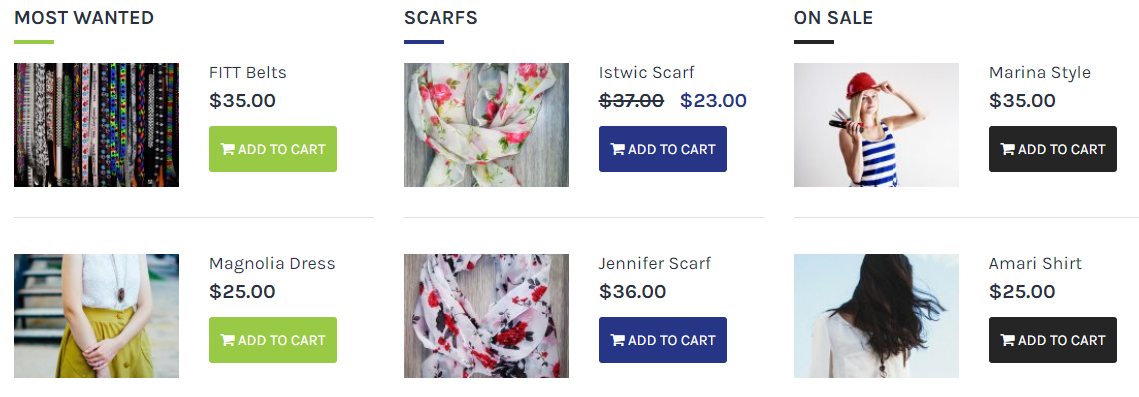 MOST WANTED
FITT Belts
$35.00
ADD TO CART
Magnolia Dress
$25.00
ADD TO CART
SCARFS
Istwic Scarf
$37.00 $23.00
ADD TO CART
Jennifer Scarf
$36.00
ADD TO CART
ON SALE
Marina Style
$35.00
ADD TO CART
Amari Shirt
$25.00
ADD TO CART